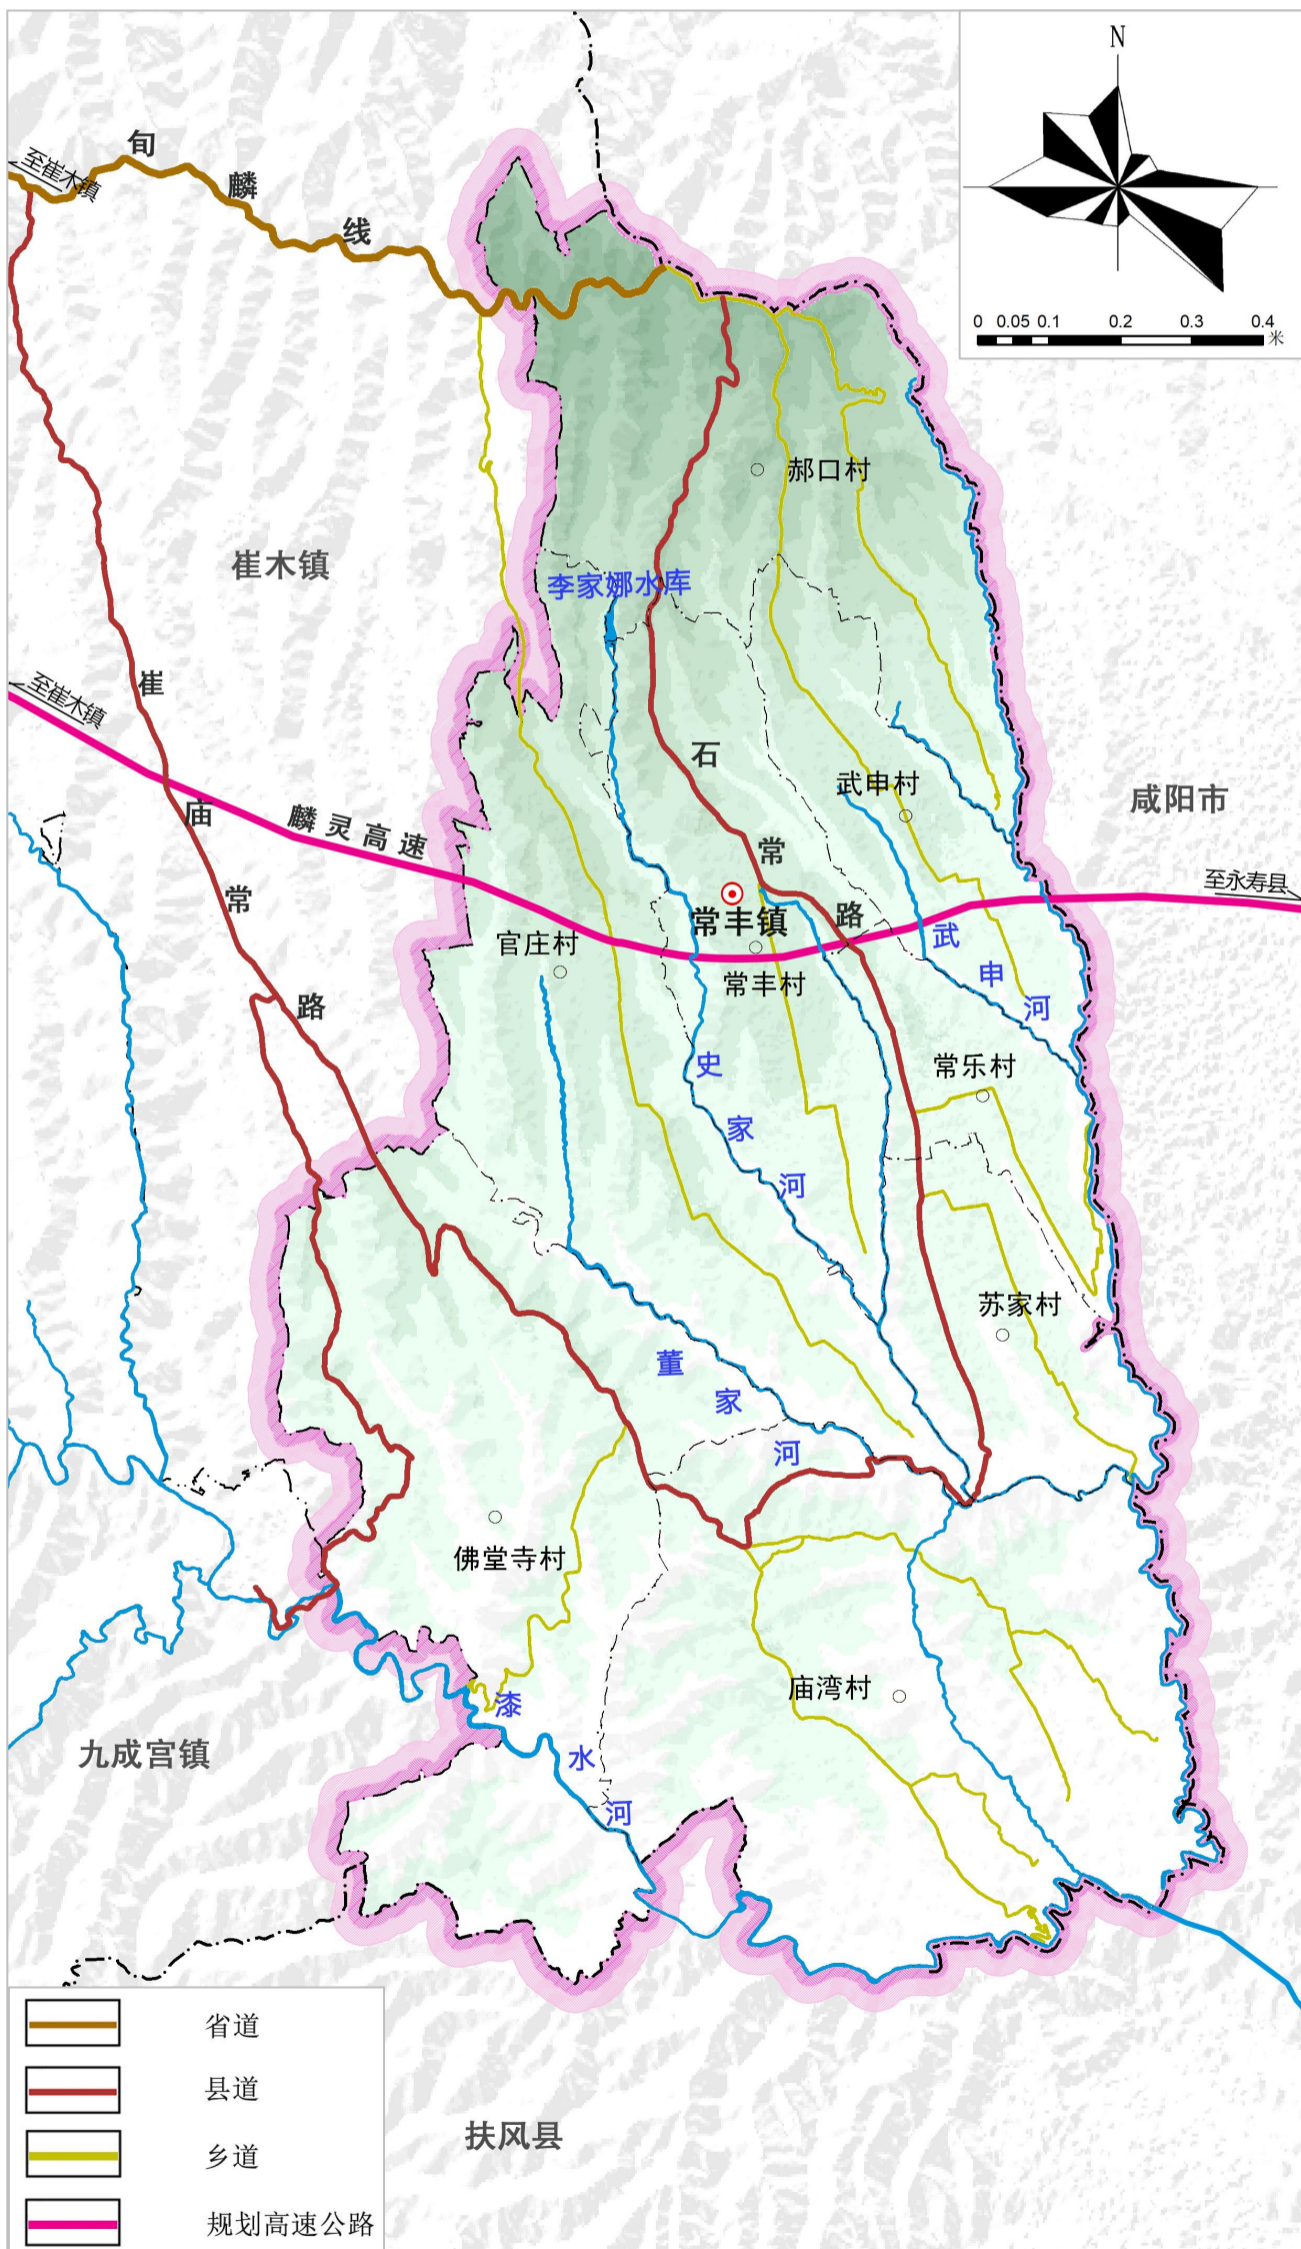 N
0 0.05 0.1 0.2 0.3 0.4
米
至崔木镇
旬麟线
郝口村
崔木镇
李家娜水库
至崔木镇
崔庙常路
石常路
武申村
咸阳市
麟灵高速
至永寿县
常丰镇
官庄村
常丰村
武申河
史家河
常乐村
苏家村
董家河
佛堂寺村
庙湾村
漆水河
九成宫镇
扶风县
省道
县道
乡道
规划高速公路